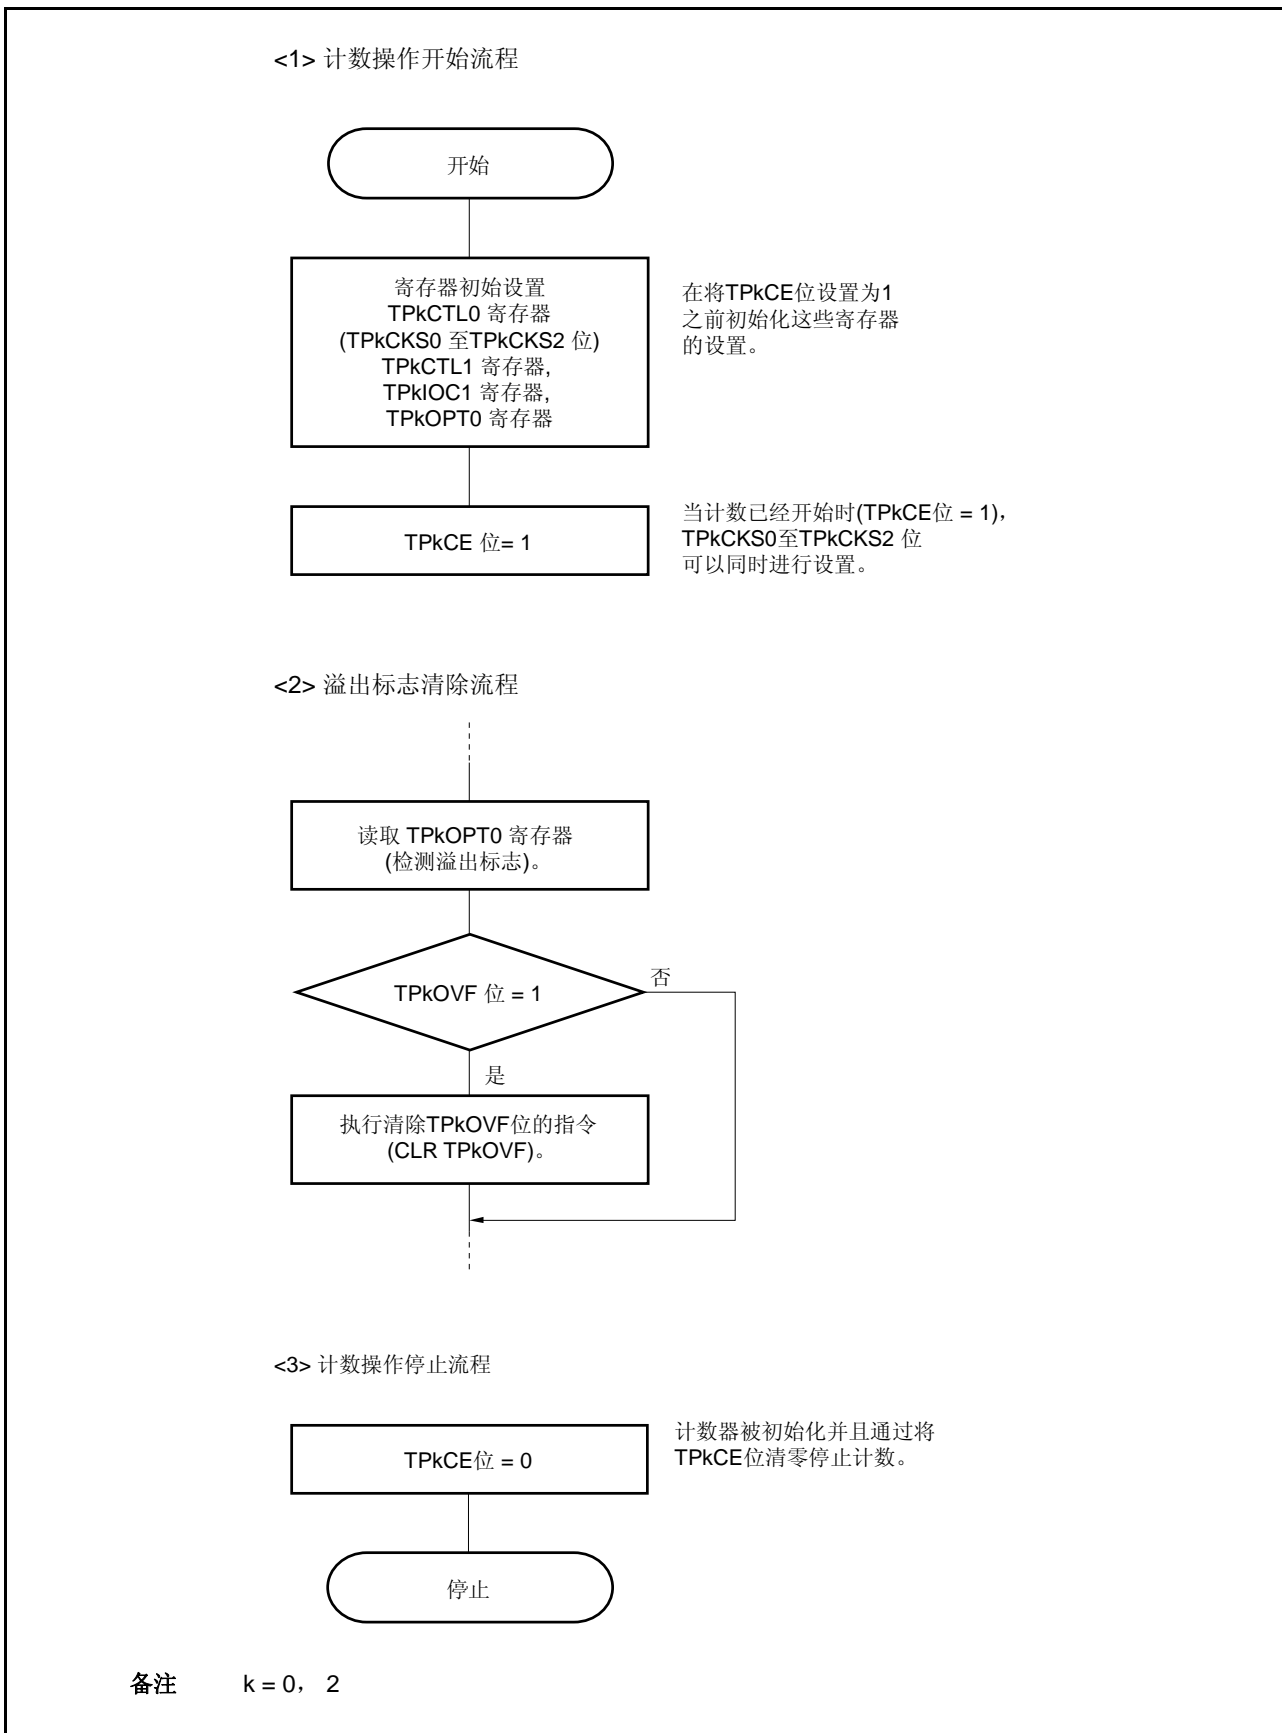 <1> 计数操作开始流程
开始
寄存器初始设置
TPkCTL0 寄存器
(TPkCKS0 至TPkCKS2 位)
TPkCTL1 寄存器,
TPkIOC1 寄存器,
TPkOPT0 寄存器
在将TPkCE位设置为1
之前初始化这些寄存器
的设置。
TPkCE 位= 1
当计数已经开始时(TPkCE位 = 1),
TPkCKS0至TPkCKS2 位
可以同时进行设置。
<2> 溢出标志清除流程
读取 TPkOPT0 寄存器
(检测溢出标志)。
TPkOVF 位 = 1
否
是
执行清除TPkOVF位的指令
(CLR TPkOVF)。
<3> 计数操作停止流程
TPkCE位 = 0
计数器被初始化并且通过将
TPkCE位清零停止计数。
停止
备注 k = 0， 2